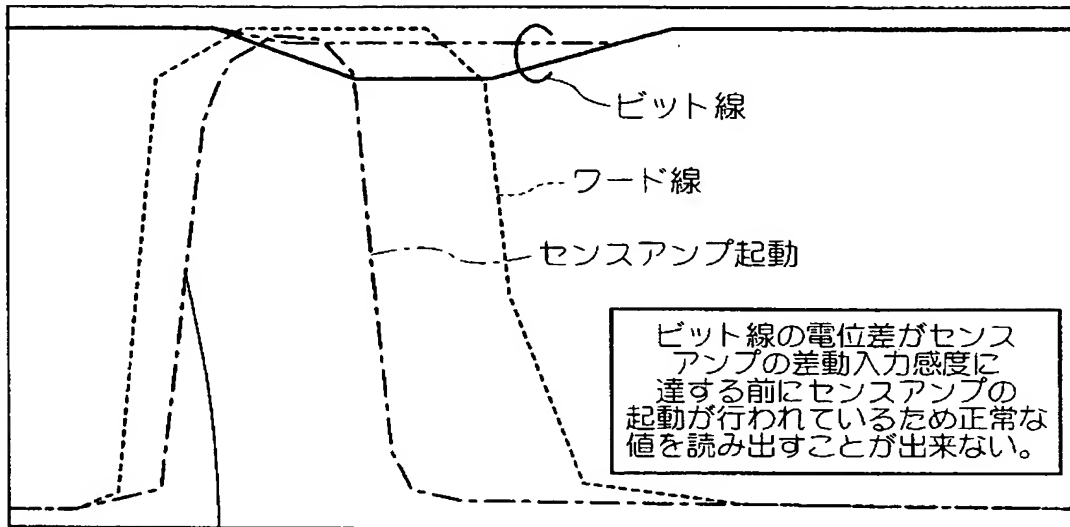 ビット線
ワード線
センスアンプ起動
ビット線の電位差がセンス
アンプの差動入力感度に
達する前にセンスアンプの
起動が行われているため正常な
値を読み出すことが出来ない。